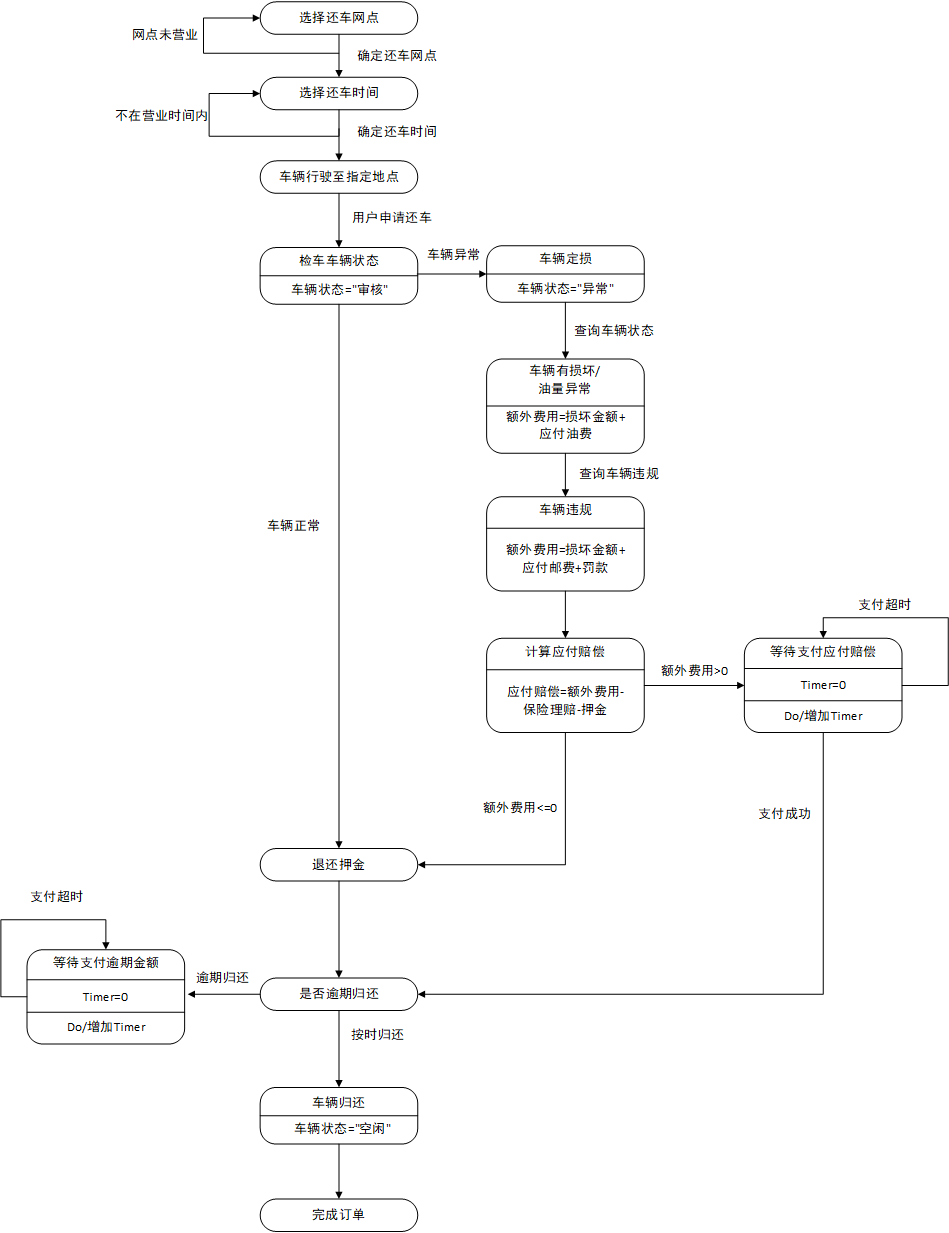 选择还车网点
网点未营业
确定还车网点
选择还车时间
不在营业时间内
确定还车时间
车辆行驶至指定地点
用户申请还车
检车车辆状态
车辆状态="审核"
车辆异常
车辆定损
车辆状态="异常"
查询车辆状态
车辆有损坏/
油量异常
额外费用=损坏金额+
应付油费
查询车辆违规
车辆违规
额外费用=损坏金额+
应付邮费+罚款
车辆正常
计算应付赔偿
应付赔偿=额外费用-
保险理赔-押金
额外费用>0
支付超时
等待支付应付赔偿
Timer=0
Do/增加Timer
额外费用<=0
支付成功
退还押金
支付超时
等待支付逾期金额
Timer=0
Do/增加Timer
逾期归还
是否逾期归还
按时归还
车辆归还
车辆状态="空闲"
完成订单